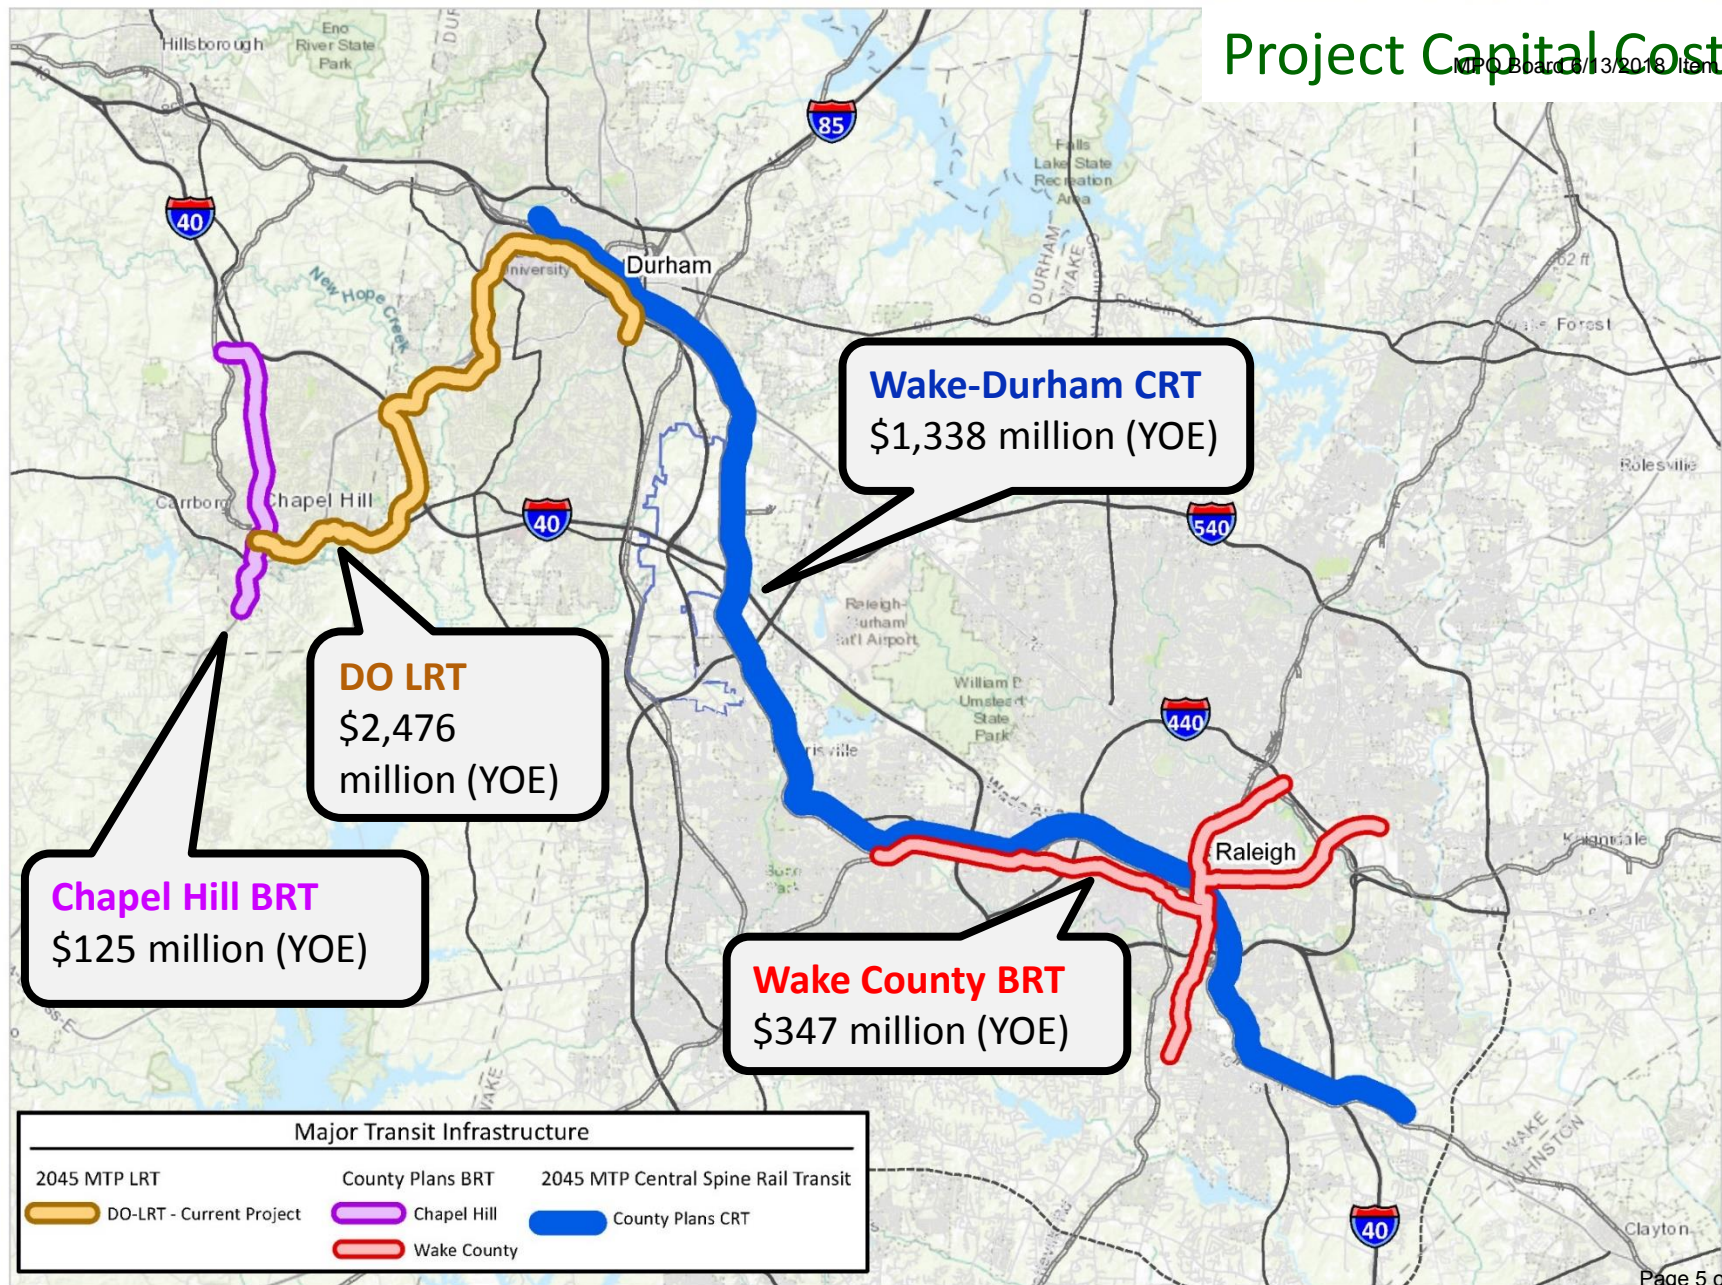 Project Capital Cost
MPO Board 6/13/2018 Item
Hillsborough
Eno
River State
Park
85
40
Falls
Lake State
Recreation
Area
DURHAM
WAKE
New Hope
Creek
University
Durham
Forest
Wake-Durham CRT
$1,338 million (YOE)
Rolesville
Carrboro
Chapel Hill
40
540
Raleigh-
Durham
Int'l Airport
DO LRT
$2,476
million (YOE)
William B
Umstead
State
Park
440
Chapel Hill BRT
$125 million (YOE)
Raleigh
Knightdale
Wake County BRT
$347 million (YOE)
WAKE
Major Transit Infrastructure
2045 MTP LRT
County Plans BRT
2045 MTP Central Spine Rail Transit
DO-LRT - Current Project
Chapel Hill
County Plans CRT
Wake County
WAKE
40
Clayton
Page 5